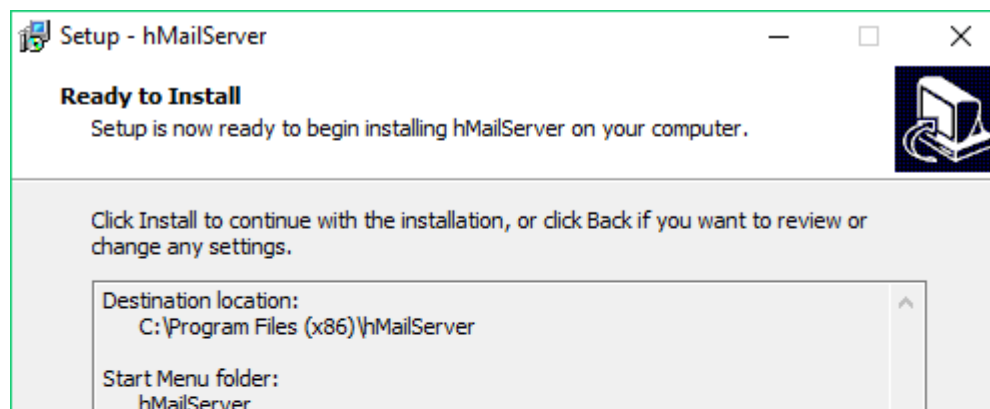 Setup - hMailServer
Ready to Install
Setup is now ready to begin installing hMailServer on your computer.
Click Install to continue with the installation, or click Back if you want to review or
change any settings.
Destination location:
C:\Program Files (x86)\hMailServer
Start Menu folder:
hMailServer